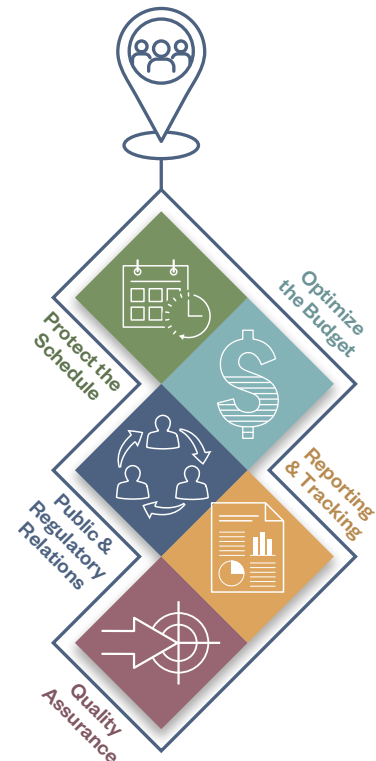 Optimize
the Budget
Protect the
Schedule
Reporting
& Tracking
Public &
Regulatory
Relations
Quality
Assurance